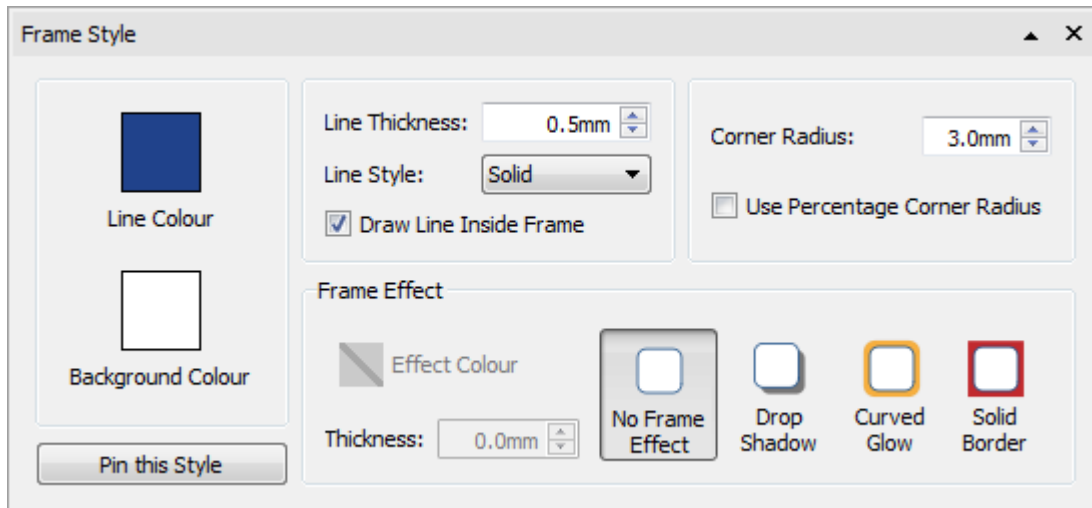 Frame Style
Line Colour
Background Colour
Pin this Style
Line Thickness: 0.5mm
Line Style: Solid
Draw Line Inside Frame
Corner Radius: 3.0mm
Use Percentage Corner Radius
Frame Effect
Effect Colour
Thickness: 0.0mm
No Frame
Effect
Drop
Shadow
Curved
Glow
Solid
Border